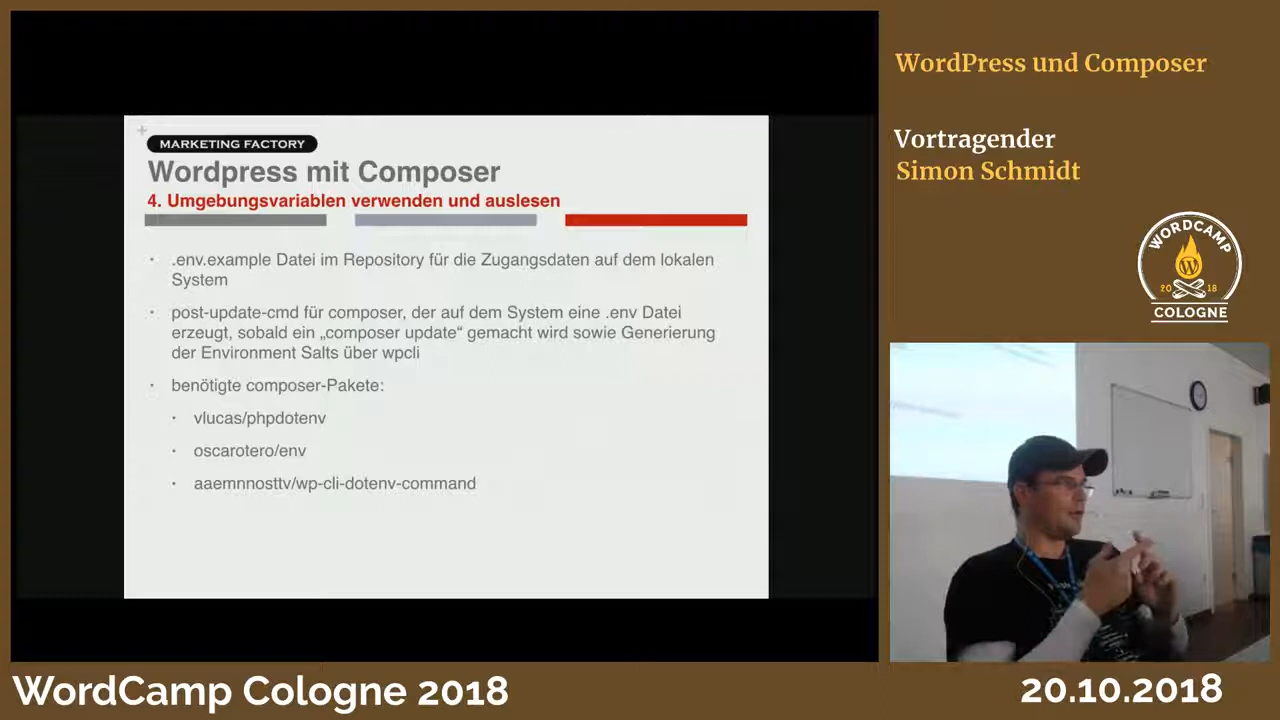 WordPress und Composer
Vortragender
Simon Schmidt
WORDCAMP
2018
COLOGNE
MARKETING FACTORY
Wordpress mit Composer
4. Umgebungsvariablen verwenden und auslesen
.env.example Datei im Repository für die Zugangsdaten auf dem lokalen
System
post-update-cmd für composer, der auf dem System eine .env Datei
erzeugt, sobald ein „composer update“ gemacht wird sowie Generierung
der Environment Salts über wpcli
benötigte composer-Pakete:
vlucas/phpdotenv
oscarotero/env
aaemnnosttv/wp-cli-dotenv-command
WordCamp Cologne 2018
20.10.2018